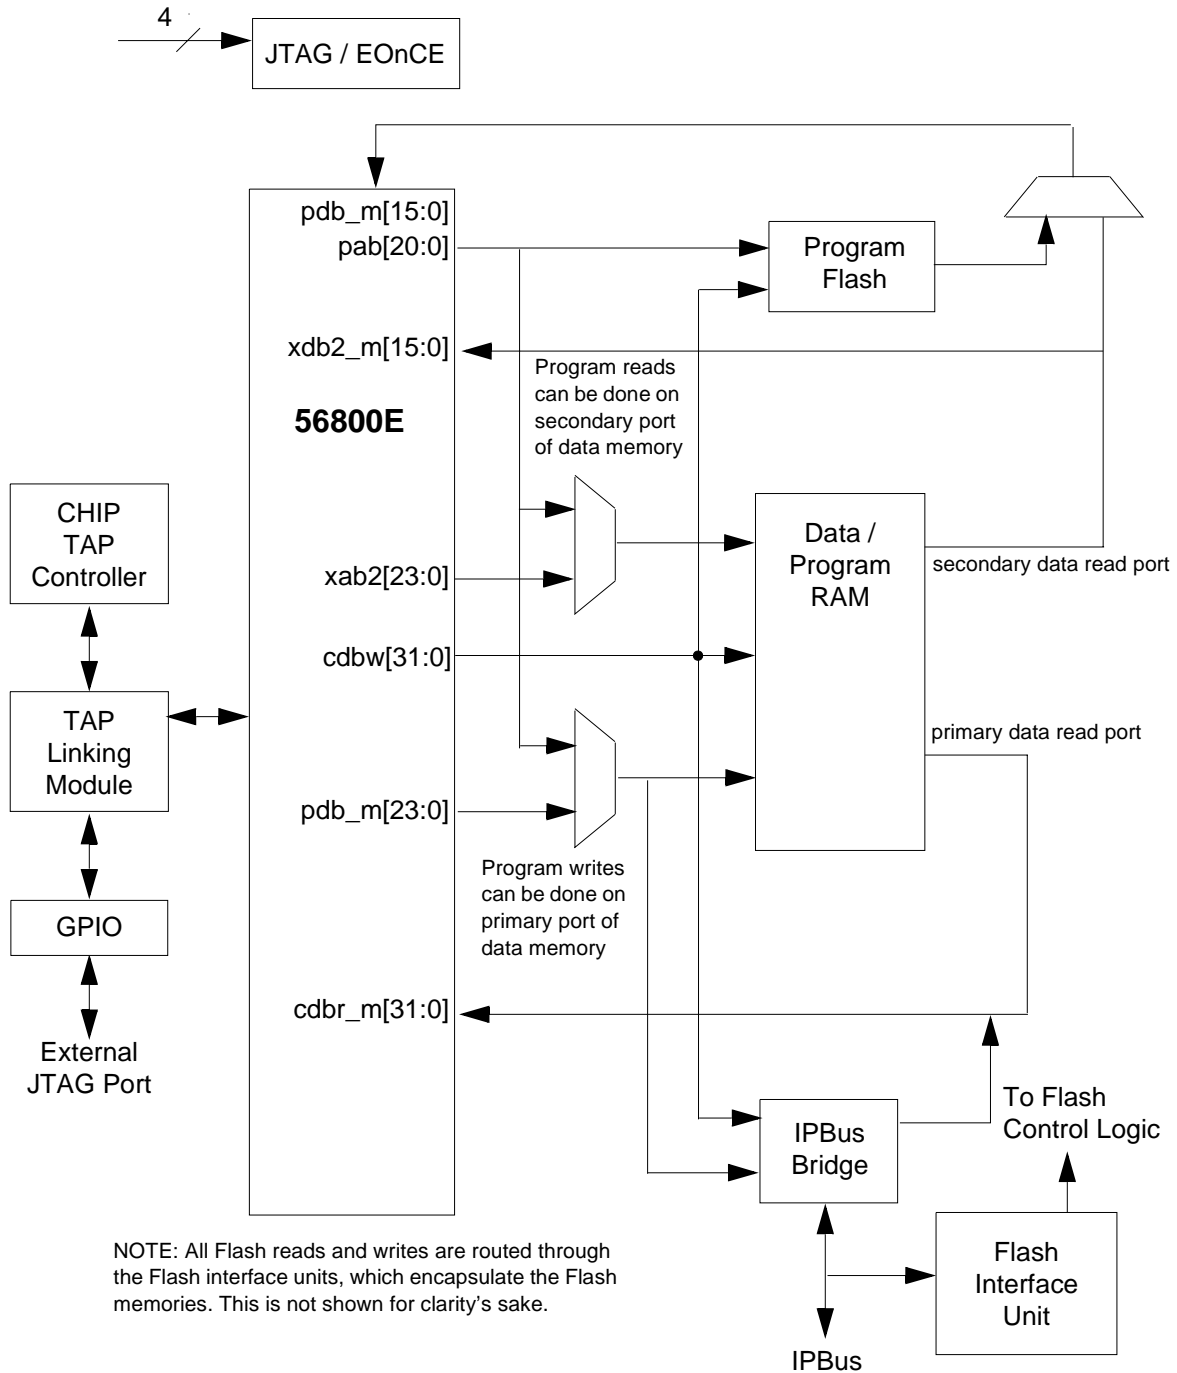 4
JTAG / EOnCE
pdb_m[15:0]
pab[20:0]
Program
Flash
xdb2_m[15:0]
Program reads
can be done on
secondary port
of data memory
56800E
CHIP
TAP
Controller
Data /
Program
RAM
secondary data read port
xab2[23:0]
cdbw[31:0]
TAP
Linking
Module
primary data read port
pdb_m[23:0]
Program writes
can be done on
primary port of
data memory
GPIO
cdbr_m[31:0]
External
JTAG Port
To Flash
Control Logic
IPBus
Bridge
Flash
Interface
Unit
NOTE: All Flash reads and writes are routed through
the Flash interface units, which encapsulate the Flash
memories. This is not shown for clarity's sake.
IPBus